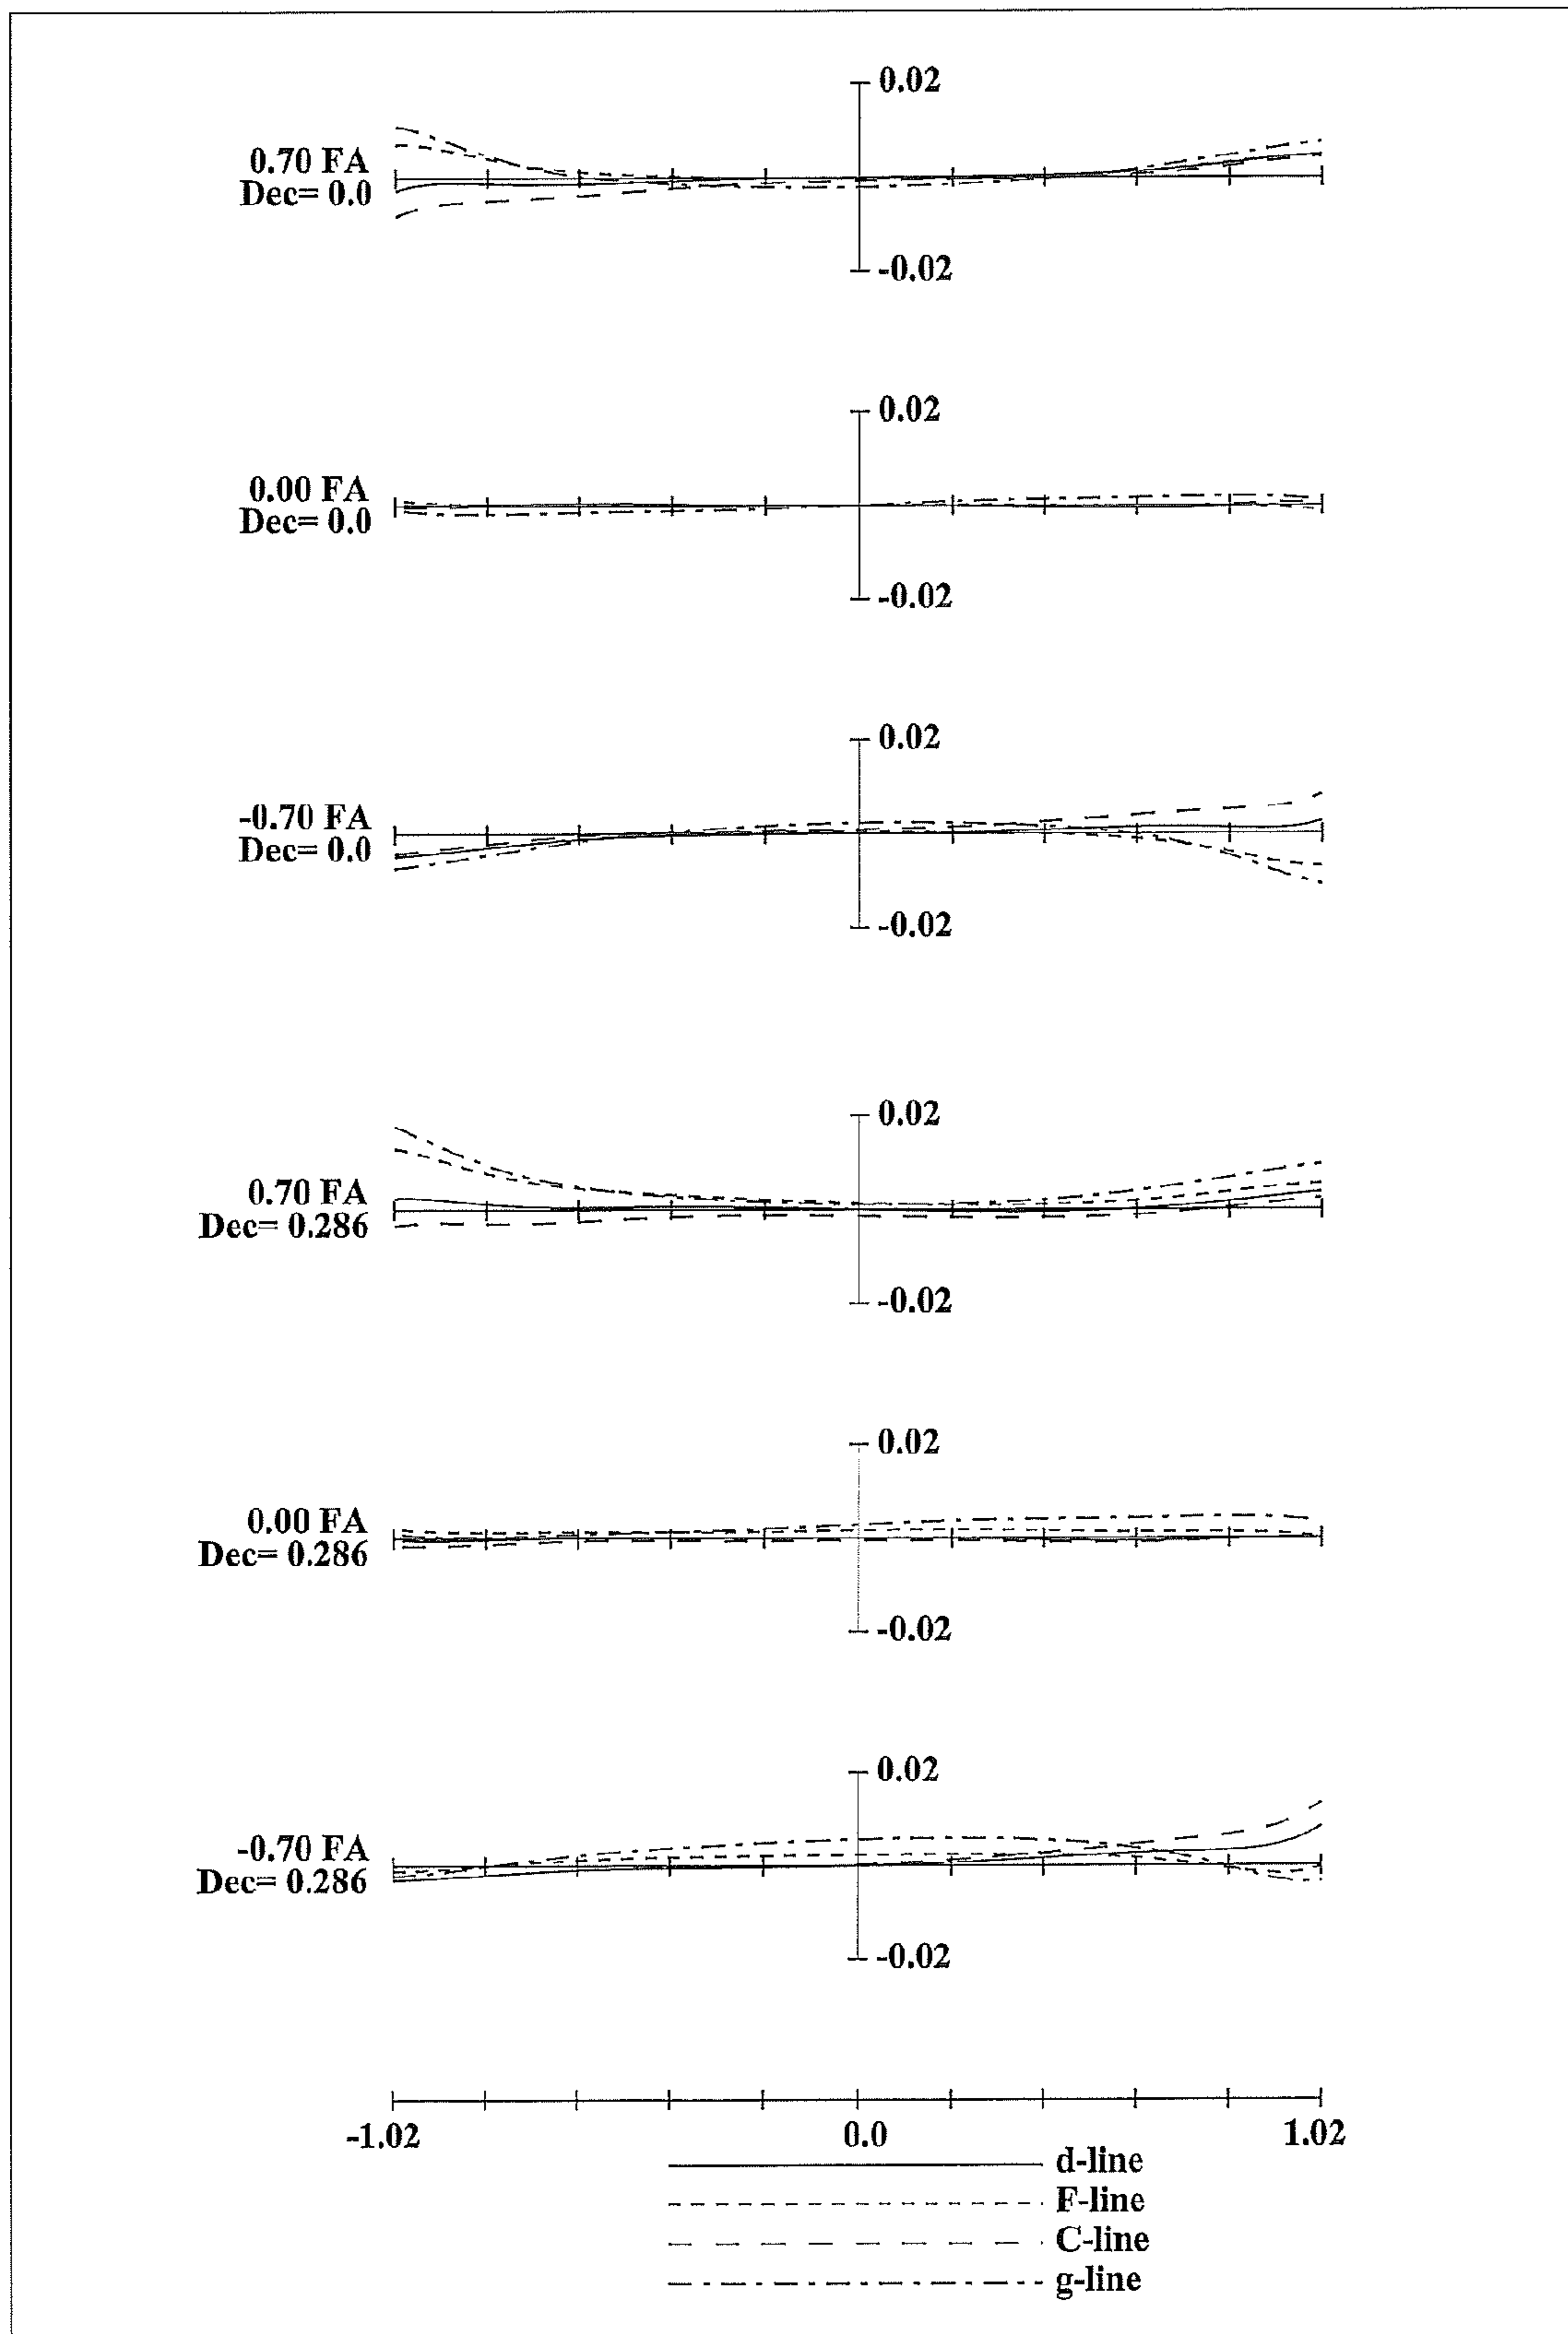 0.02
0.70 FA
Dec= 0.0
-0.02
0.02
0.00 FA
Dec= 0.0
-0.02
0.02
-0.70 FA
Dec= 0.0
-0.02
0.02
0.70 FA
Dec= 0.286
-0.02
0.02
0.00 FA
Dec= 0.286
-0.02
0.02
-0.70 FA
Dec= 0.286
-0.02
-1.02 0.0 1.02
d-line
F-line
C-line
g-line